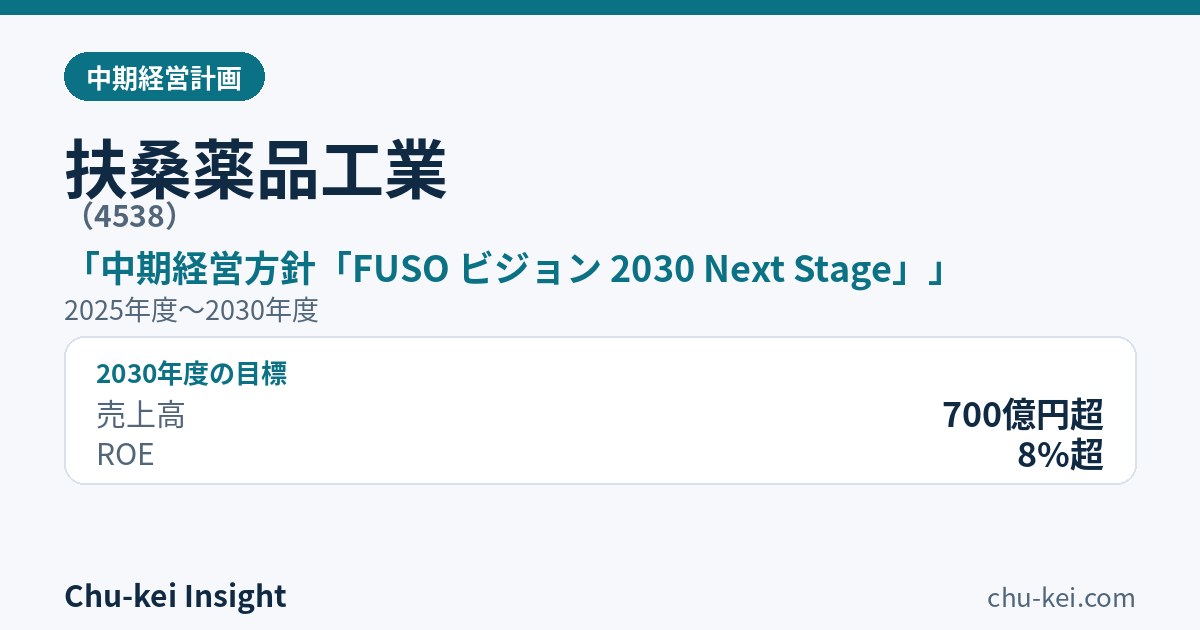 中期経営計画
扶桑薬品工業
（4538）
「中期経営方針「FUSO ビジョン 2030 Next Stage」」
2025年度～2030年度
2030年度の目標
売上高 700億円超
ROE 8%超
Chu-kei Insight chu-kei.com